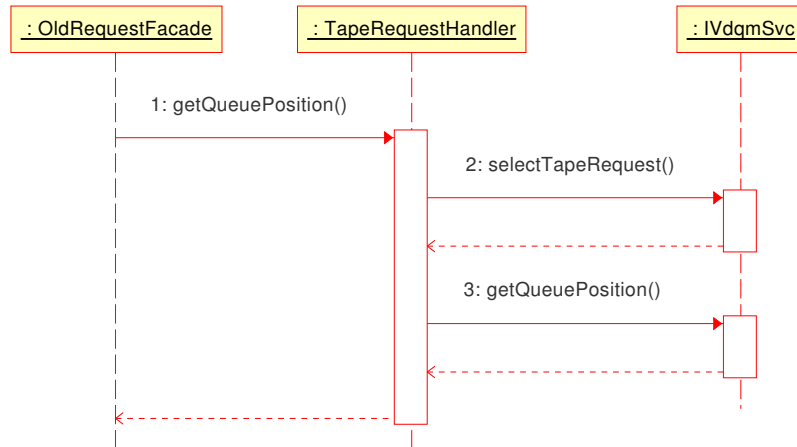 : OldRequestFacade
: TapeRequestHandler
: IVdqmSvc
1: getQueuePosition()
2: selectTapeRequest()
3: getQueuePosition()